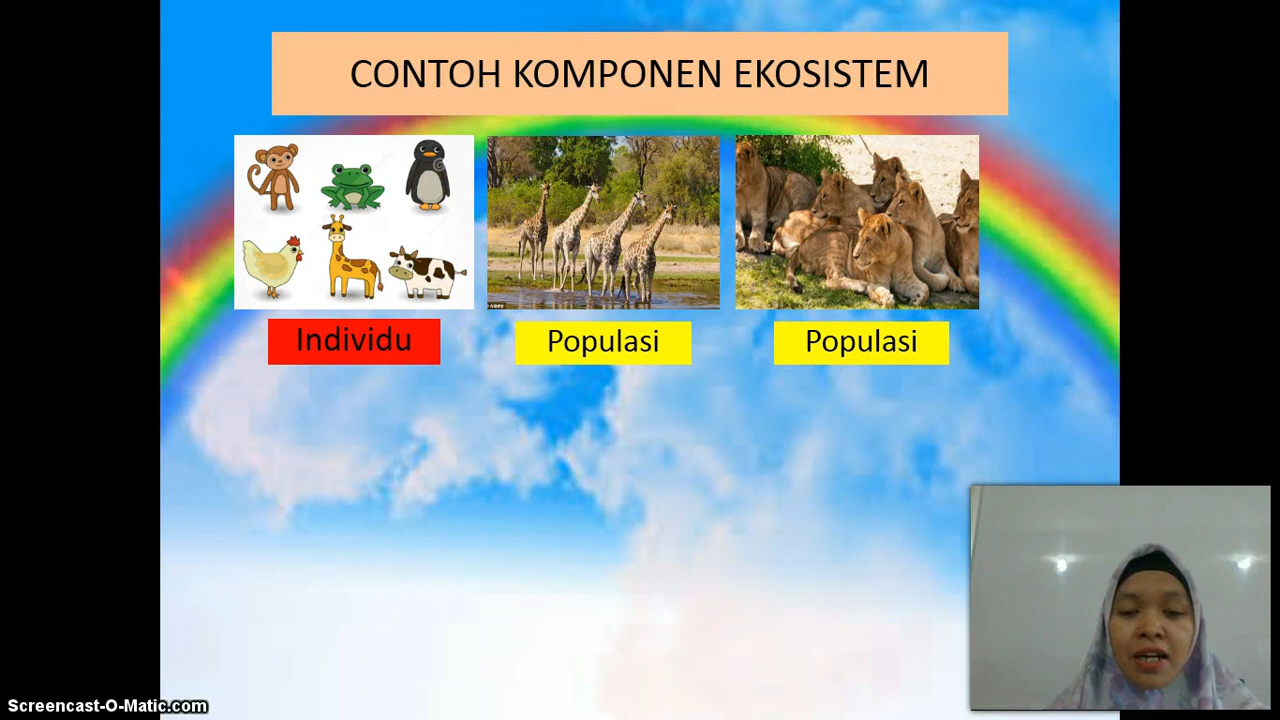 CONTOH KOMPONEN EKOSISTEM
Individu
Populasi
Populasi
Screencast-O-Matic.com